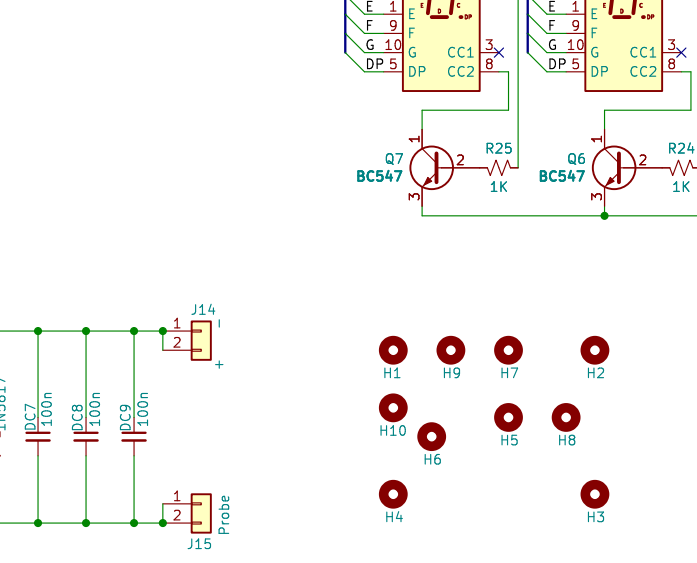 E 1 E
F 9 F
G 10 G CC1 3
DP 5 DP CC2 8
E D C DP
E 1 E
F 9 F
G 10 G CC1 3
DP 5 DP CC2 8
E D C DP
1
Q7
BC547
2
R25
1K
3
1
Q6
BC547
2
R24
1K
3
J14
1 −
2
+
DC7
100n
DC8
100n
DC9
100n
1
2
Probe
J15
H1
H9
H7
H2
H10
H6
H5
H8
H4
H3